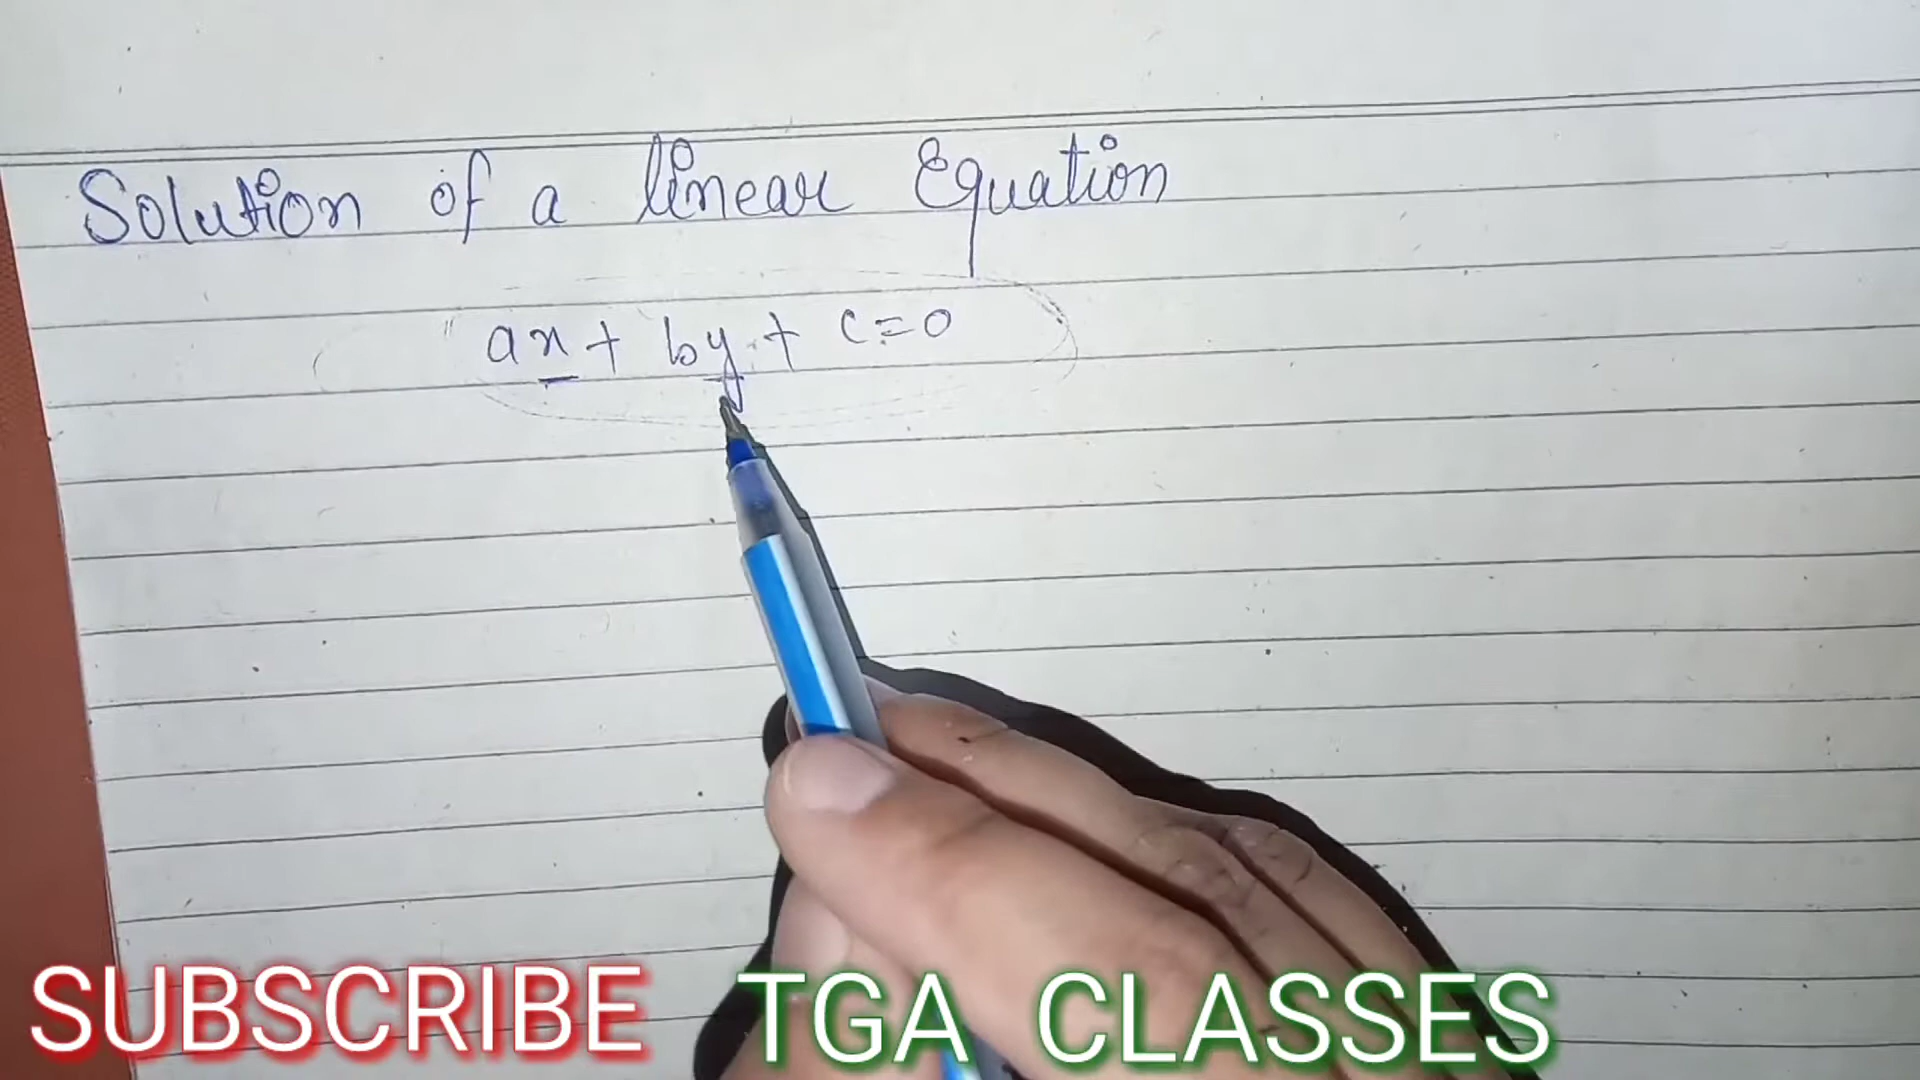 Solution of a linear Equation
ax + by + c = 0
SUBSCRIBE TGA CLASSES